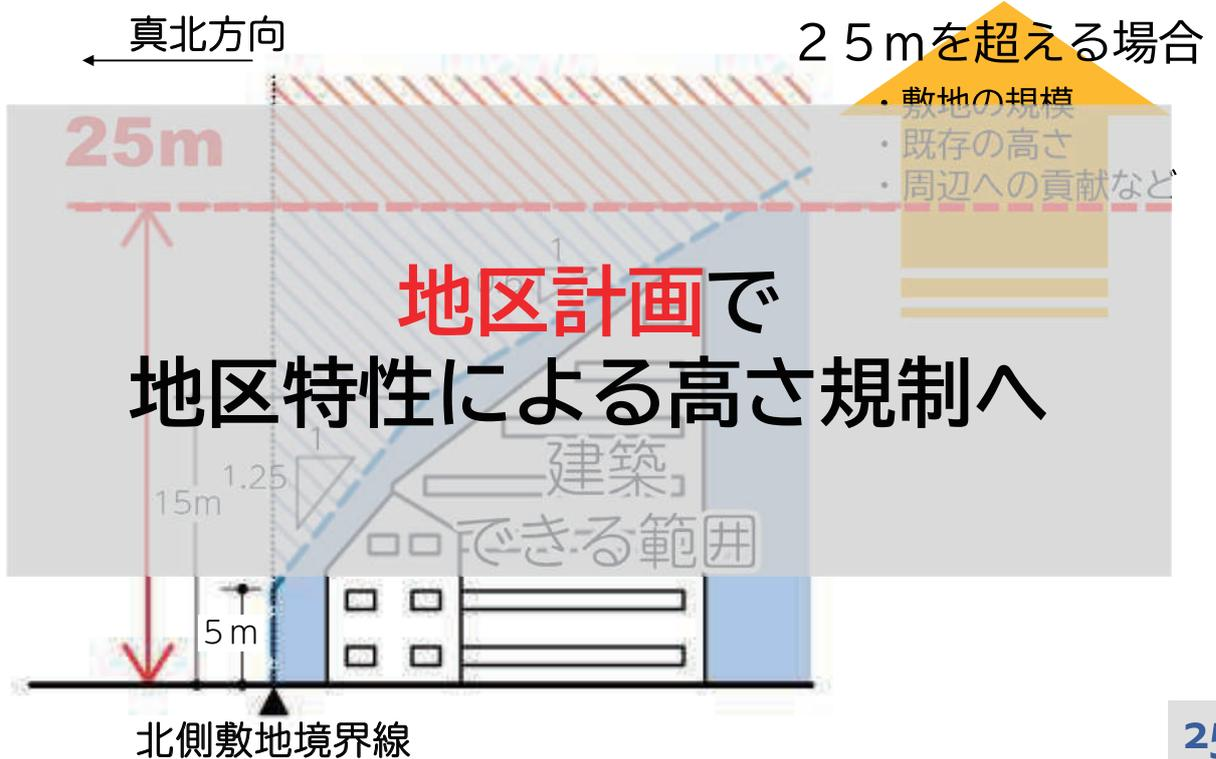 真北方向
25mを超える場合
・敷地の規模
・既存の高さ
・周辺への貢献など
25m
1
地区計画で
地区特性による高さ規制へ
1
1.25
15m
建築
できる範囲
5m
北側敷地境界線